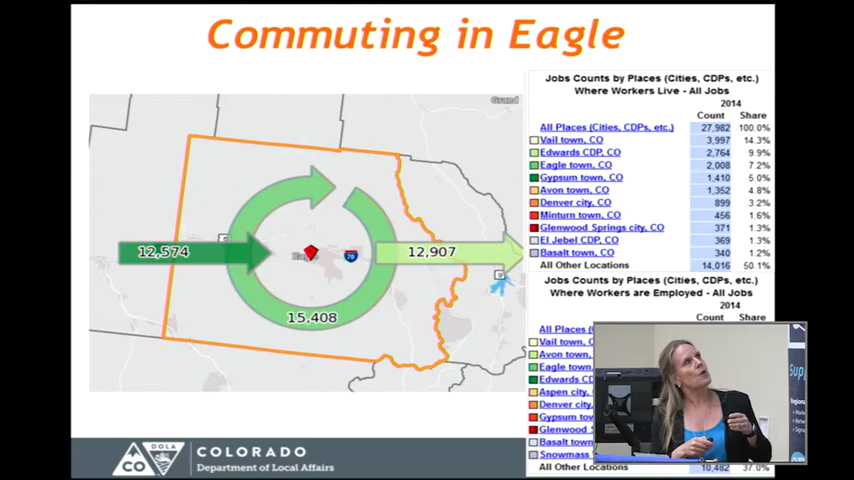 Commuting in Eagle
Grand
12,574
Eagle
70
12,907
15,408
Jobs Counts by Places (Cities, CDPs, etc.)
Where Workers Live - All Jobs
2014
Count Share
All Places (Cities, CDPs, etc.) 27,982 100.0%
Vail town, CO 3,997 14.3%
Edwards CDP, CO 2,764 9.9%
Eagle town, CO 2,008 7.2%
Gypsum town, CO 1,410 5.0%
Avon town, CO 1,352 4.8%
Denver city, CO 899 3.2%
Minturn town, CO 456 1.6%
Glenwood Springs city, CO 371 1.3%
El Jebel CDP, CO 369 1.3%
Basalt town, CO 340 1.2%
All Other Locations 14,016 50.1%
Jobs Counts by Places (Cities, CDPs, etc.)
Where Workers are Employed - All Jobs
2014
Count Share
All Places
Vail town,
Avon town,
Eagle town,
Edwards CD
Aspen city,
Denver city,
Gypsum town
Glenwood S
Basalt town
Snowmass
All Other Locations 10,482 37.0%
CO
DOLA
COLORADO
Department of Local Affairs